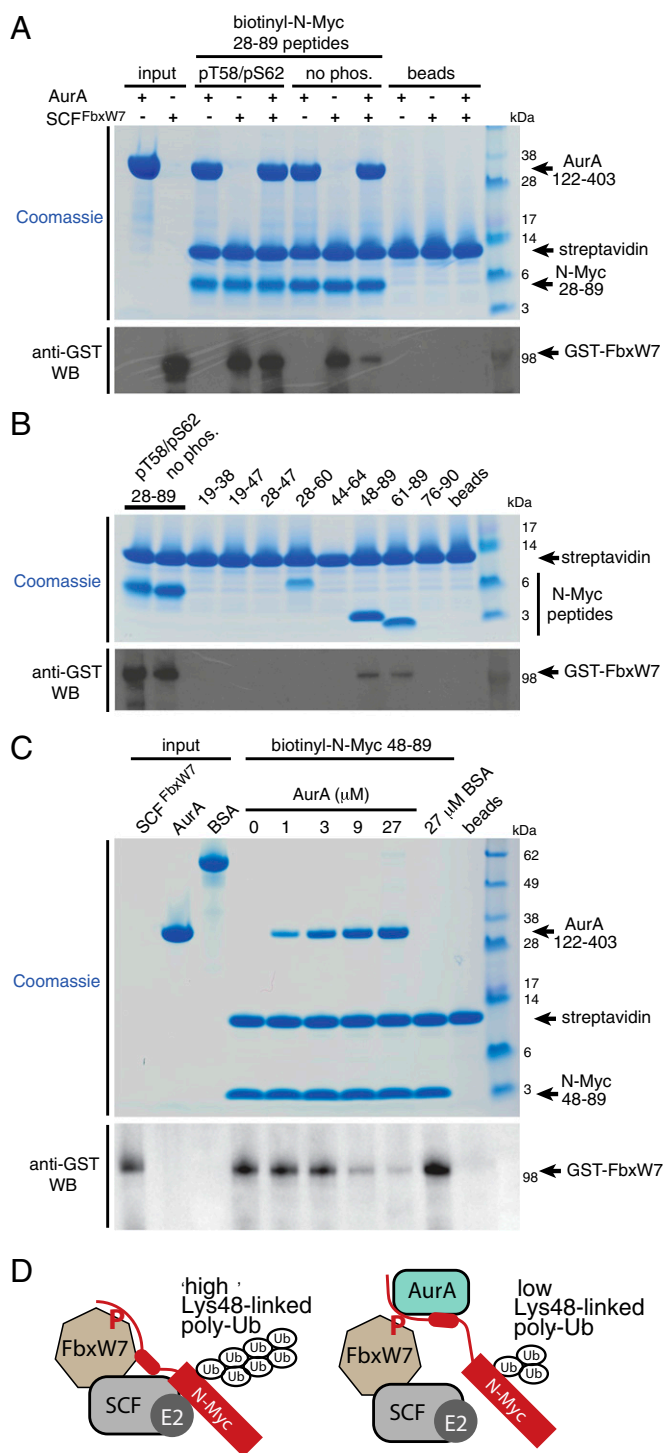 A
biotinyl-N-Myc
28-89 peptides
input pT58/pS62 no phos. beads
AurA + - + - + + - + + - +
SCFFbxW7 - + - + + - + + - + +
kDa
38
AurA
122-403
28
Coomassie
17
14
streptavidin
6
N-Myc
28-89
3
anti-GST
WB
98
GST-FbxW7
B
pT58/pS62
no phos.
28-89
19-38
19-47
28-47
28-60
44-64
48-89
61-89
76-90
beads
kDa
17
14
streptavidin
Coomassie
6
N-Myc
peptides
3
anti-GST
WB
98
GST-FbxW7
C
input biotinyl-N-Myc 48-89
SCF FbxW7
AurA
BSA
AurA (μM)
0 1 3 9 27
27 μM BSA
beads
kDa
62
49
38
AurA
122-403
28
Coomassie
17
14
streptavidin
6
3
N-Myc
48-89
anti-GST
WB
98
GST-FbxW7
D
P
FbxW7
SCF
E2
N-Myc
'high'
Lys48-linked
poly-Ub
Ub Ub Ub Ub
Ub Ub Ub Ub
AurA
P
FbxW7
SCF
E2
N-Myc
low
Lys48-linked
poly-Ub
Ub Ub
Ub